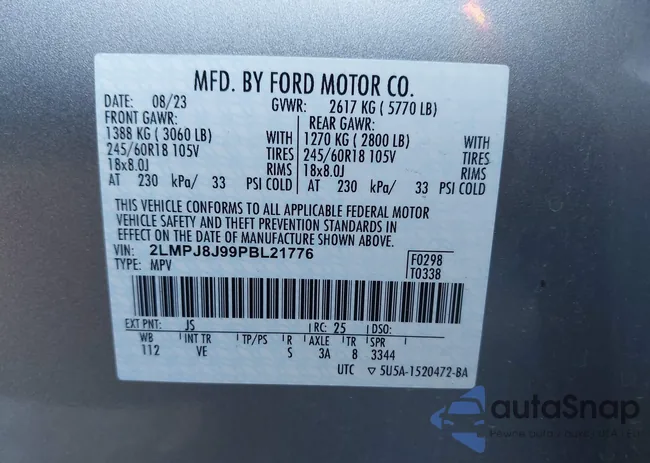 MFD. BY FORD MOTOR CO.
DATE: 08/23 GVWR: 2617 KG ( 5770 LB)
FRONT GAWR: REAR GAWR:
1388 KG ( 3060 LB) WITH 1270 KG ( 2800 LB) WITH
245/60R18 105V TIRES 245/60R18 105V TIRES
18x8.0J RIMS 18x8.0J RIMS
AT 230 kPa/ 33 PSI COLD AT 230 kPa/ 33 PSI COLD
THIS VEHICLE CONFORMS TO ALL APPLICABLE FEDERAL MOTOR
VEHICLE SAFETY AND THEFT PREVENTION STANDARDS IN
EFFECT ON THE DATE OF MANUFACTURE SHOWN ABOVE.
VIN: 2LMPJ8J99PBL21776 F0298
TYPE: MPV T0338
EXT PNT: JS RC: 25 DSO:
WB INT TR TP/PS R AXLE TR SPR
112 VE S 3A 8 3344
UTC ▽ 5U5A-1520472-BA
autoSnap